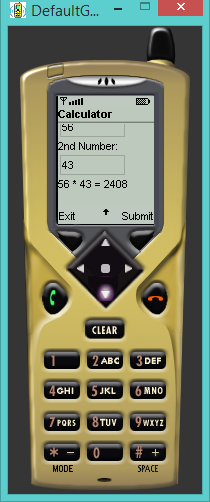 DefaultG...
Calculator
56
2nd Number:
43
56 * 43 = 2408
Exit
Submit
CLEAR
1
2 ABC
3 DEF
4 GHI
5 JKL
6 MNO
7 PQRS
8 TUV
9 WXYZ
* -
0
# +
MODE
SPACE